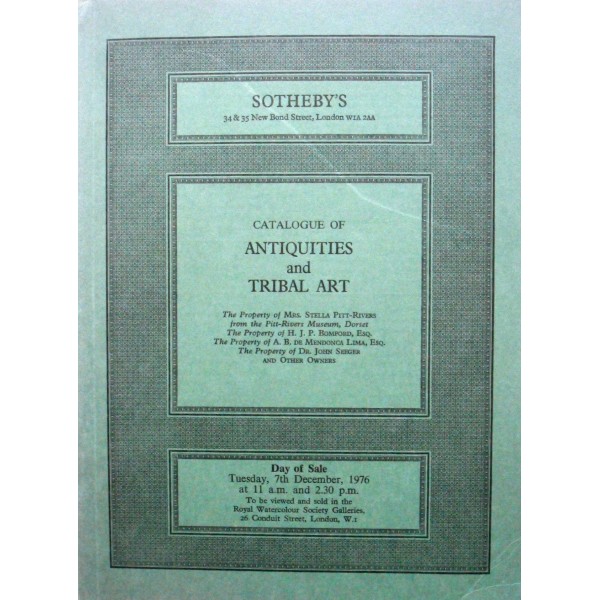 SOTHEBY'S
34 & 35 New Bond Street, London W1A 2AA
CATALOGUE OF
ANTIQUITIES
and
TRIBAL ART
The Property of MRS. STELLA PITT-RIVERS
from the Pitt-Rivers Museum, Dorset
The Property of H. J. P. BOMFORD, ESQ.
The Property of A. B. DE MENDONCA LIMA, ESQ.
The Property of DR. JOHN SEEGER
AND OTHER OWNERS
Day of Sale
Tuesday, 7th December, 1976
at 11 a.m. and 2.30 p.m.
To be viewed and sold in the
Royal Watercolour Society Galleries,
26 Conduit Street, London, W.1